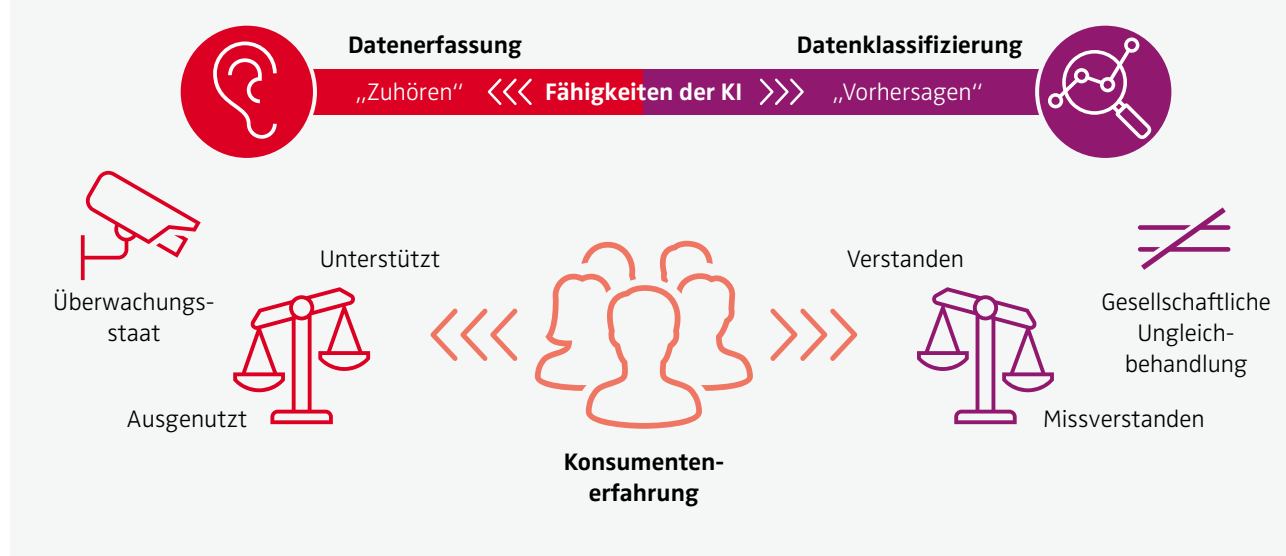 Datenerfassung
Datenklassifizierung
„Zuhören“ Fähigkeiten der KI „Vorhersagen“
Unterstützt
Verstanden
Überwachungs-
staat
Gesellschaftliche
Ungleich-
behandlung
Ausgenutzt
Missverstanden
Konsumenten-
erfahrung